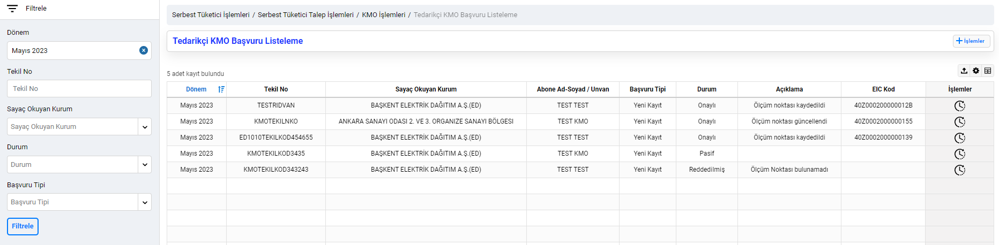 Filtrele
Dönem
Mayıs 2023
Tekil No
Tekil No
Sayaç Okuyan Kurum
Sayaç Okuyan Kurum
Durum
Durum
Başvuru Tipi
Başvuru Tipi
Filtrele
Serbest Tüketici İşlemleri / Serbest Tüketici Talep İşlemleri / KMO İşlemleri / Tedarikçi KMO Başvuru Listeleme
Tedarikçi KMO Başvuru Listeleme
İşlemler
5 adet kayıt bulundu
Dönem Tekil No Sayaç Okuyan Kurum Abone Ad-Soyad / Unvan Başvuru Tipi Durum Açıklama EIC Kod İşlemler
Mayıs 2023 TESTRIDVAN BAŞKENT ELEKTRİK DAĞITIM A.Ş.(ED) TEST TEST Yeni Kayıt Onaylı Ölçüm noktası kaydedildi 40Z000200000012B
Mayıs 2023 KMOTEKILNKO ANKARA SANAYI ODASI 2. VE 3. ORGANIZE SANAYI BÖLGESI TEST KMO Yeni Kayıt Onaylı Ölçüm noktası güncellendi 40Z0002000000155
Mayıs 2023 ED1010TEKILKOD454655 BAŞKENT ELEKTRİK DAĞITIM A.Ş.(ED) TEST TEST Yeni Kayıt Onaylı Ölçüm noktası kaydedildi 40Z0002000000139
Mayıs 2023 KMOTEKILKOD3435 BAŞKENT ELEKTRİK DAĞITIM A.Ş.(ED) TEST KMO Yeni Kayıt Pasif
Mayıs 2023 KMOTEKILKOD343243 BAŞKENT ELEKTRİK DAĞITIM A.Ş.(ED) TEST TEST Yeni Kayıt Reddedilmiş Ölçüm Noktası bulunamadı